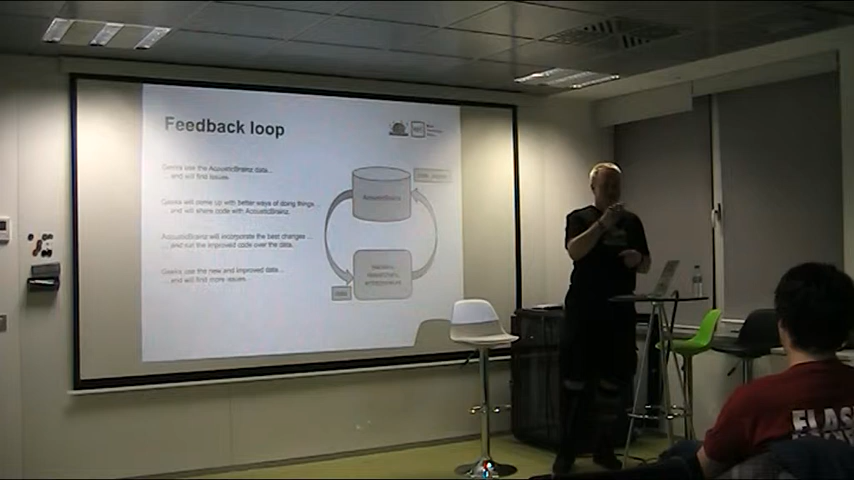 Feedback loop
Geeks use the AcousticBrainz data...
... and will find issues.
Geeks will come up with better ways of doing things...
... and will share code with AcousticBrainz.
AcousticBrainz will incorporate the best changes...
... and run the improved code over the data.
Geeks use the new and improved data...
... and will find more issues.
AcousticBrainz
data
FLAS